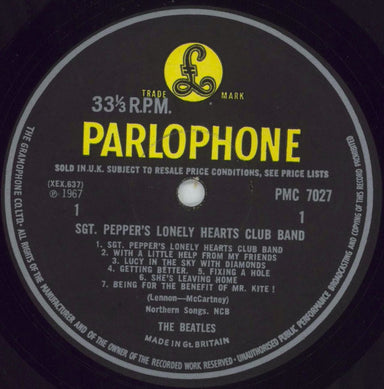 £
TRADE MARK
33⅓ R.P.M.
PARLOPHONE
SOLD IN U.K. SUBJECT TO RESALE PRICE CONDITIONS, SEE PRICE LISTS
(XEX.637) PMC 7027
℗ 1967
1 1
SGT. PEPPER'S LONELY HEARTS CLUB BAND
1. SGT. PEPPER'S LONELY HEARTS CLUB BAND
2. WITH A LITTLE HELP FROM MY FRIENDS
3. LUCY IN THE SKY WITH DIAMONDS
4. GETTING BETTER. 5. FIXING A HOLE
6. SHE'S LEAVING HOME
7. BEING FOR THE BENEFIT OF MR. KITE!
(Lennon—McCartney)
Northern Songs. NCB
THE BEATLES
MADE IN Gt. BRITAIN
THE GRAMOPHONE CO. LTD. ALL RIGHTS OF THE MANUFACTURER AND OF THE OWNER OF THE RECORDED WORK RESERVED — UNAUTHORISED PUBLIC PERFORMANCE BROADCASTING AND COPYING OF THIS RECORD PROHIBITED